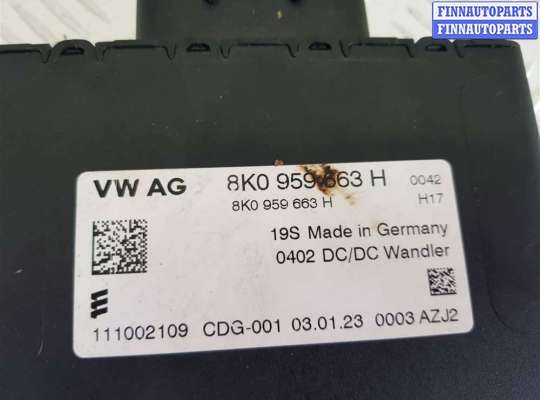 FINNAUTOPARTS
FINNAUTOPARTS
VW AG 8K0 959 663 H 0042
8K0 959 663 H H17
19S Made in Germany
0402 DC/DC Wandler
111002109 CDG-001 03.01.23 0003 AZJ2